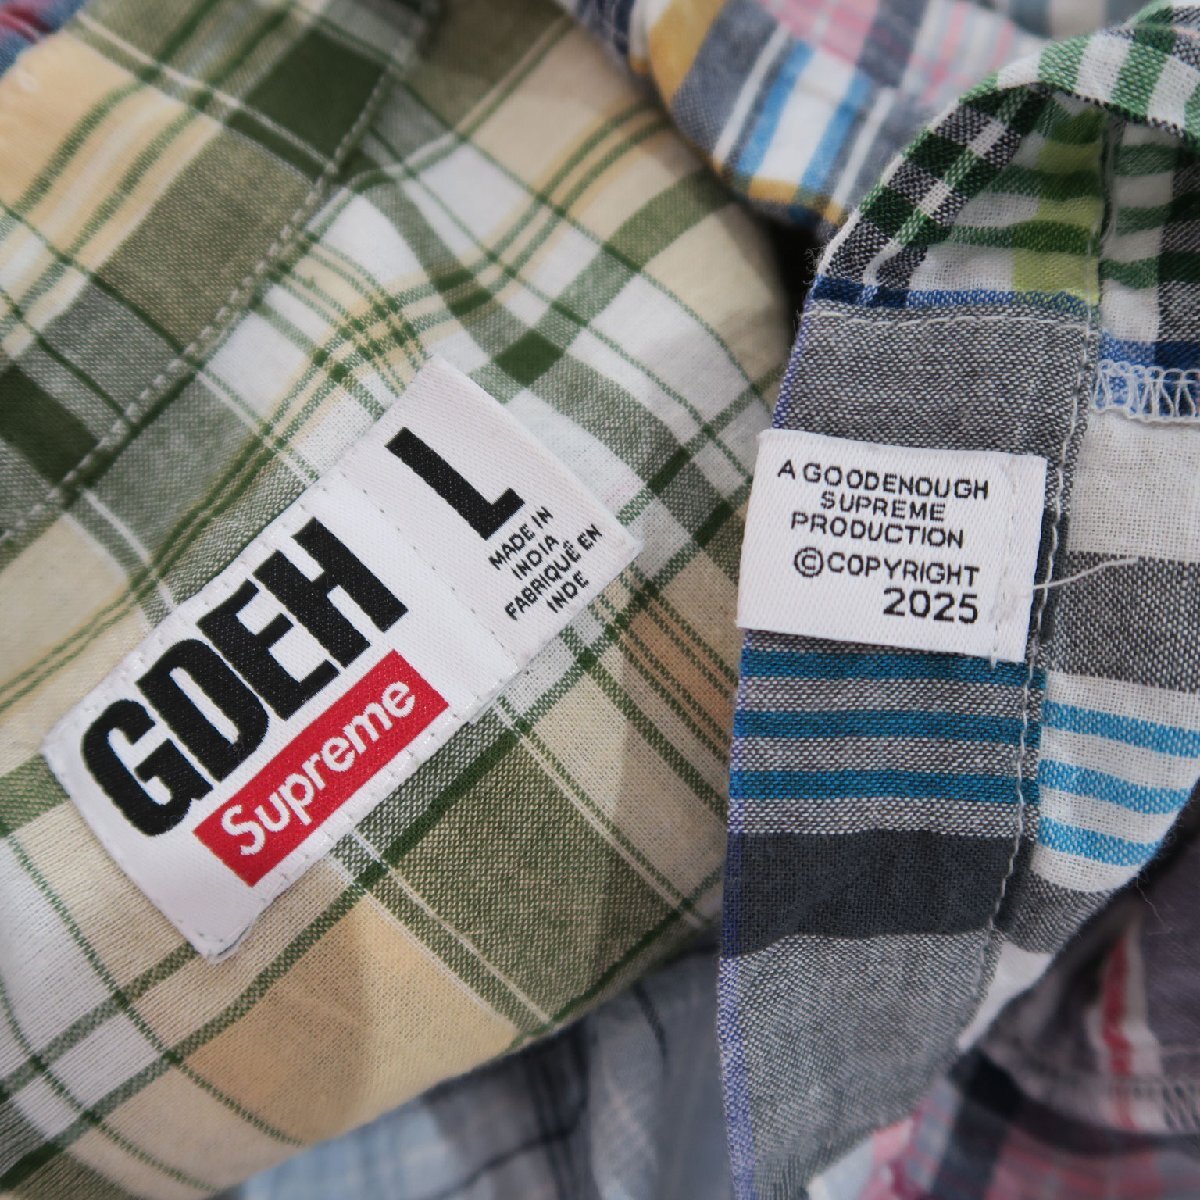 GDEH
Supreme
L
MADE IN
INDIA
FABRIQUÉ EN
INDE
A GOODENOUGH
SUPREME
PRODUCTION
©COPYRIGHT
2025